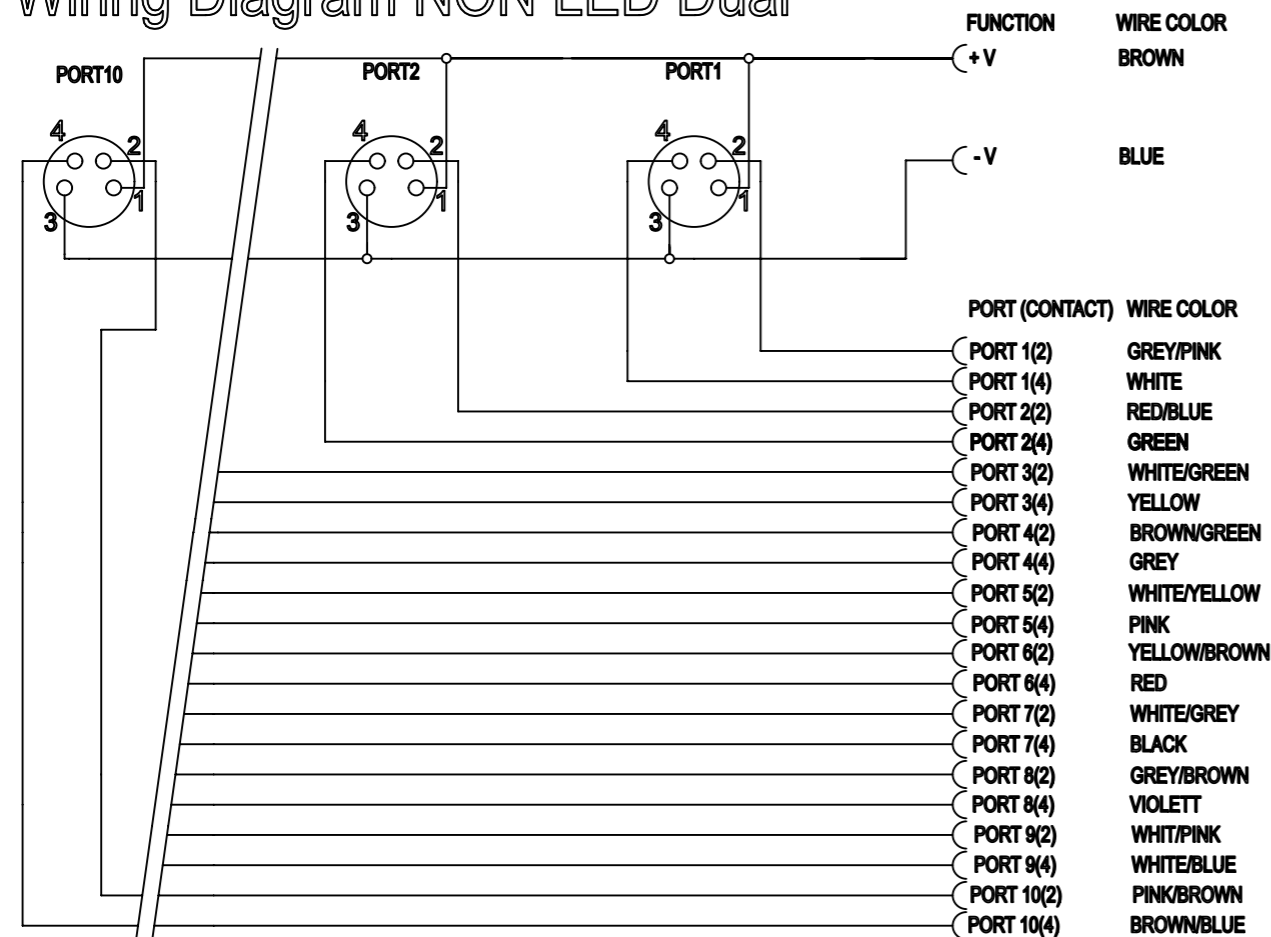 Wiring Diagram NON LED Dual
FUNCTION WIRE COLOR
+ V BROWN
PORT10 PORT2 PORT1
4 2 4 2 4 2
- V BLUE
3 1 3 1 3 1
PORT (CONTACT) WIRE COLOR
PORT 1(2) GREY/PINK
PORT 1(4) WHITE
PORT 2(2) RED/BLUE
PORT 2(4) GREEN
PORT 3(2) WHITE/GREEN
PORT 3(4) YELLOW
PORT 4(2) BROWN/GREEN
PORT 4(4) GREY
PORT 5(2) WHITE/YELLOW
PORT 5(4) PINK
PORT 6(2) YELLOW/BROWN
PORT 6(4) RED
PORT 7(2) WHITE/GREY
PORT 7(4) BLACK
PORT 8(2) GREY/BROWN
PORT 8(4) VIOLETT
PORT 9(2) WHIT/PINK
PORT 9(4) WHITE/BLUE
PORT 10(2) PINK/BROWN
PORT 10(4) BROWN/BLUE